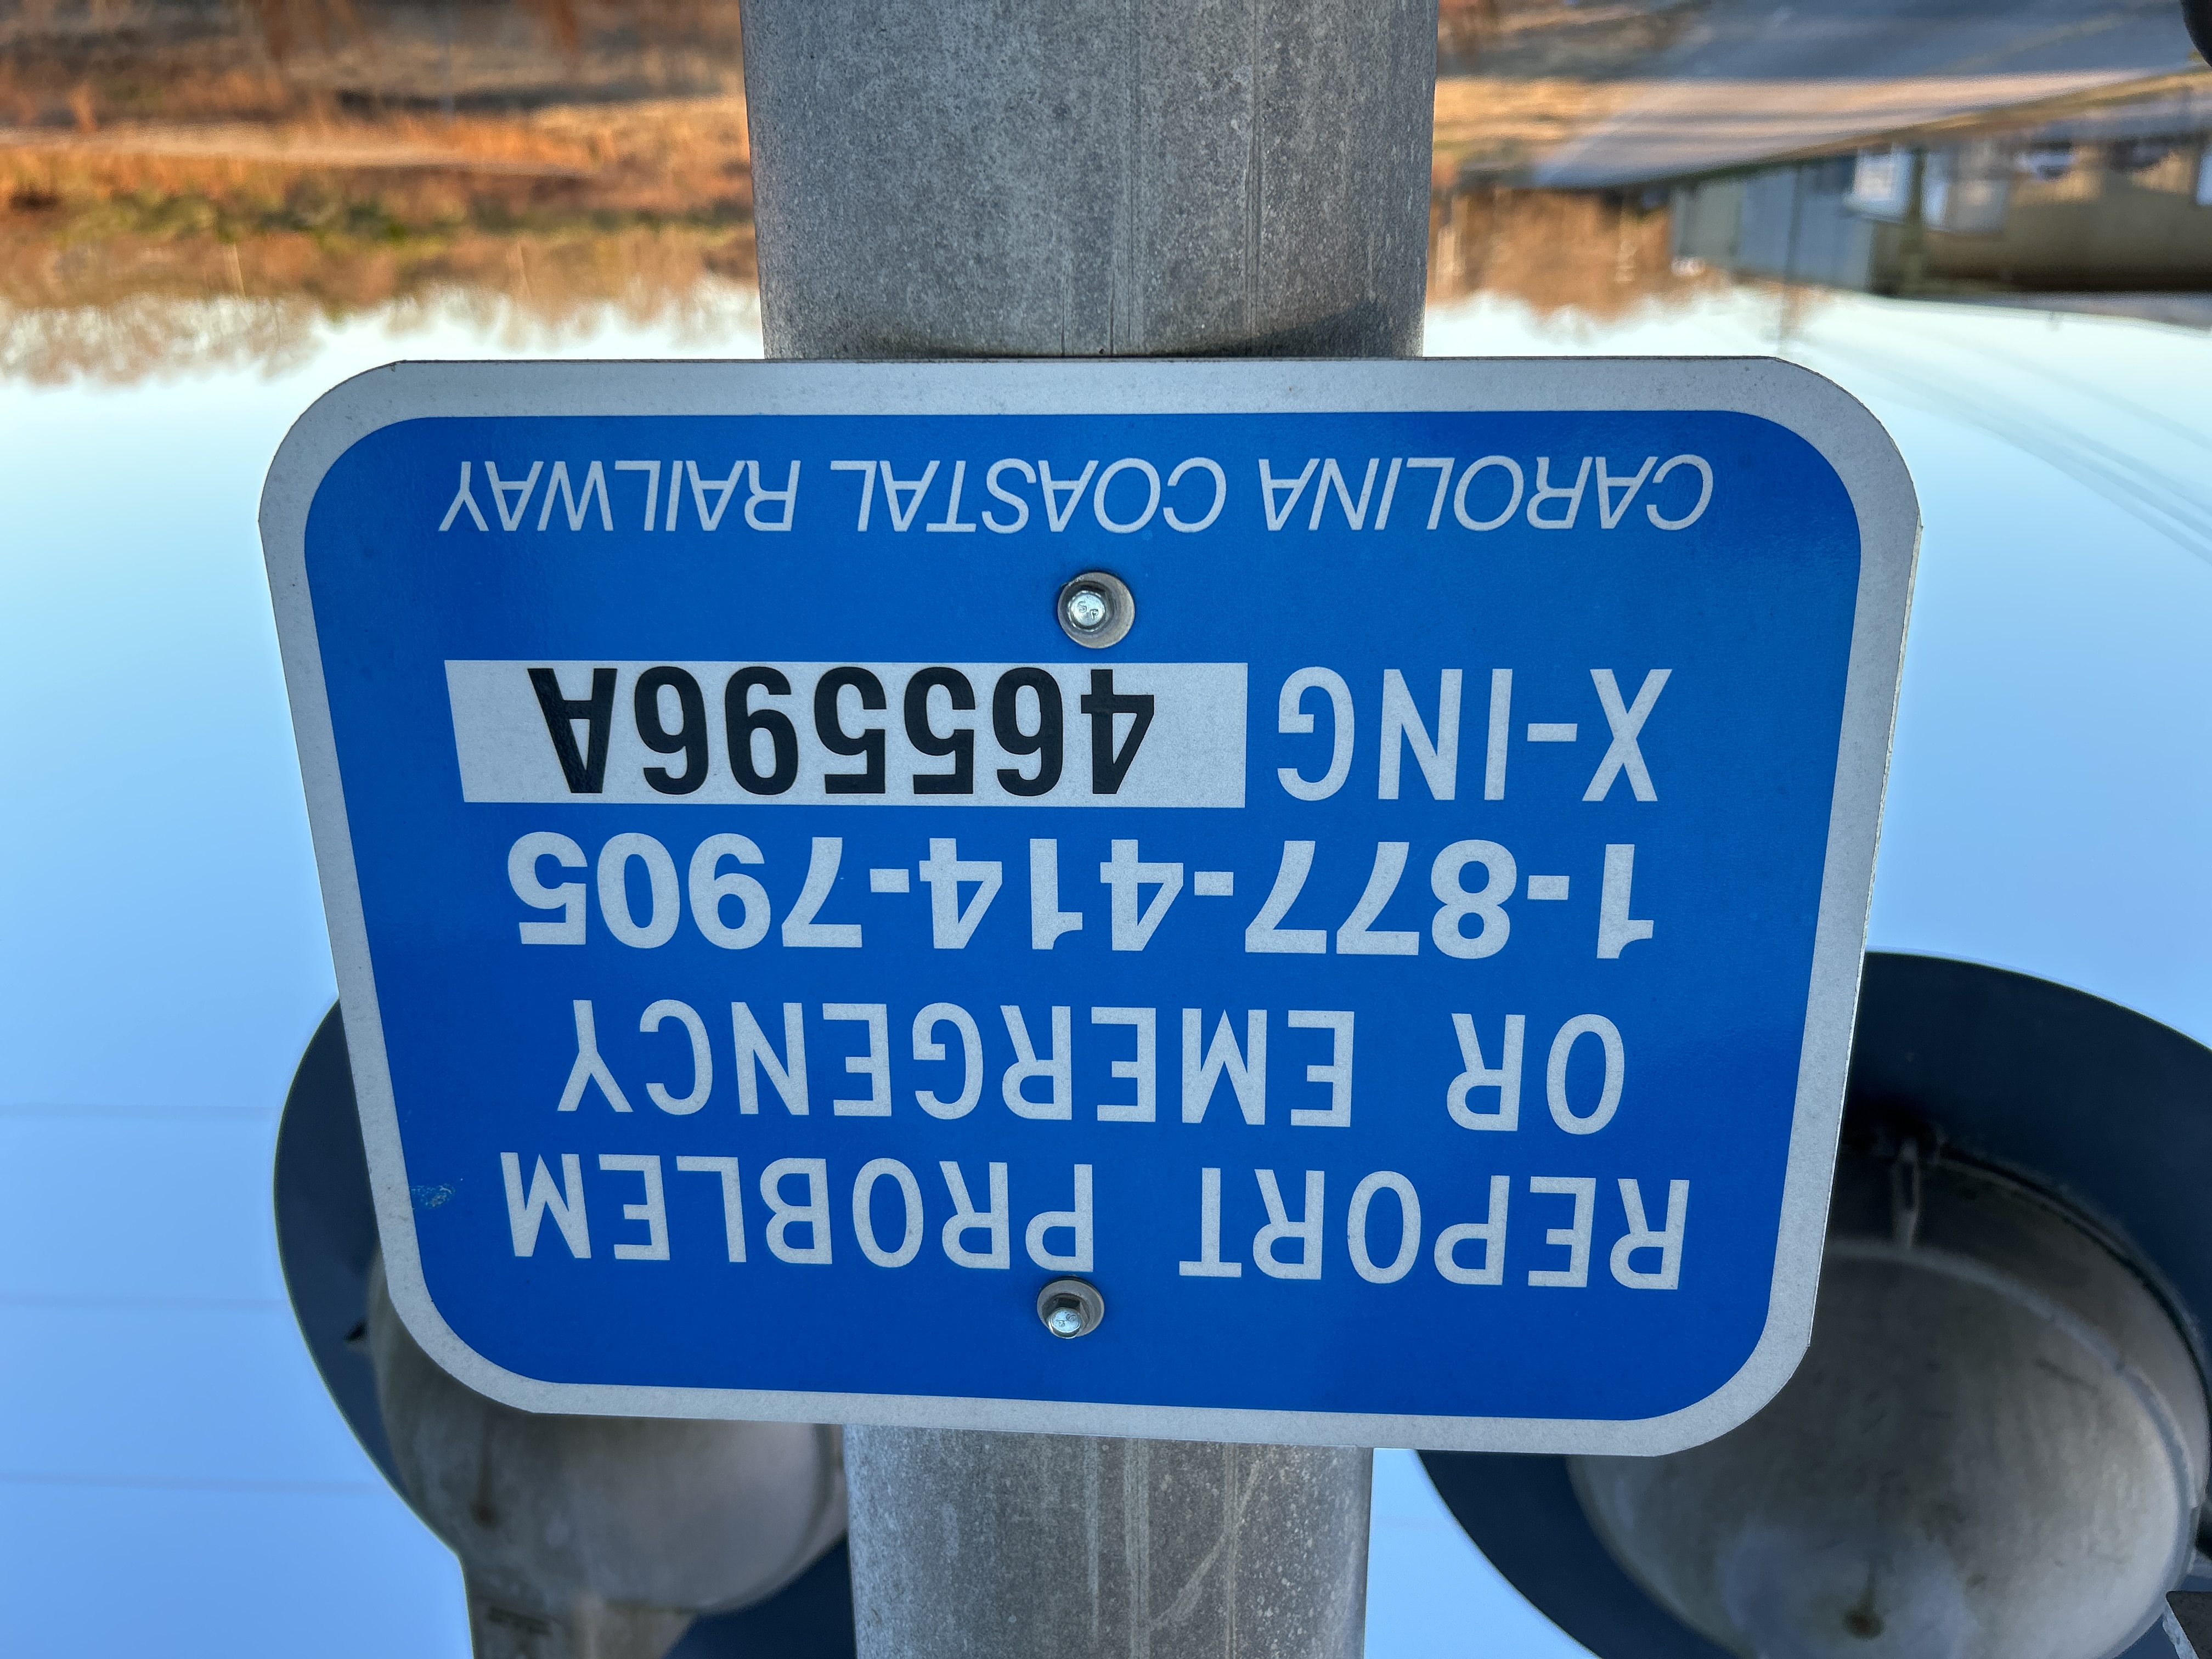 REPORT PROBLEM
OR EMERGENCY
1-877-414-7905
X-ING 465596A
CAROLINA COASTAL RAILWAY